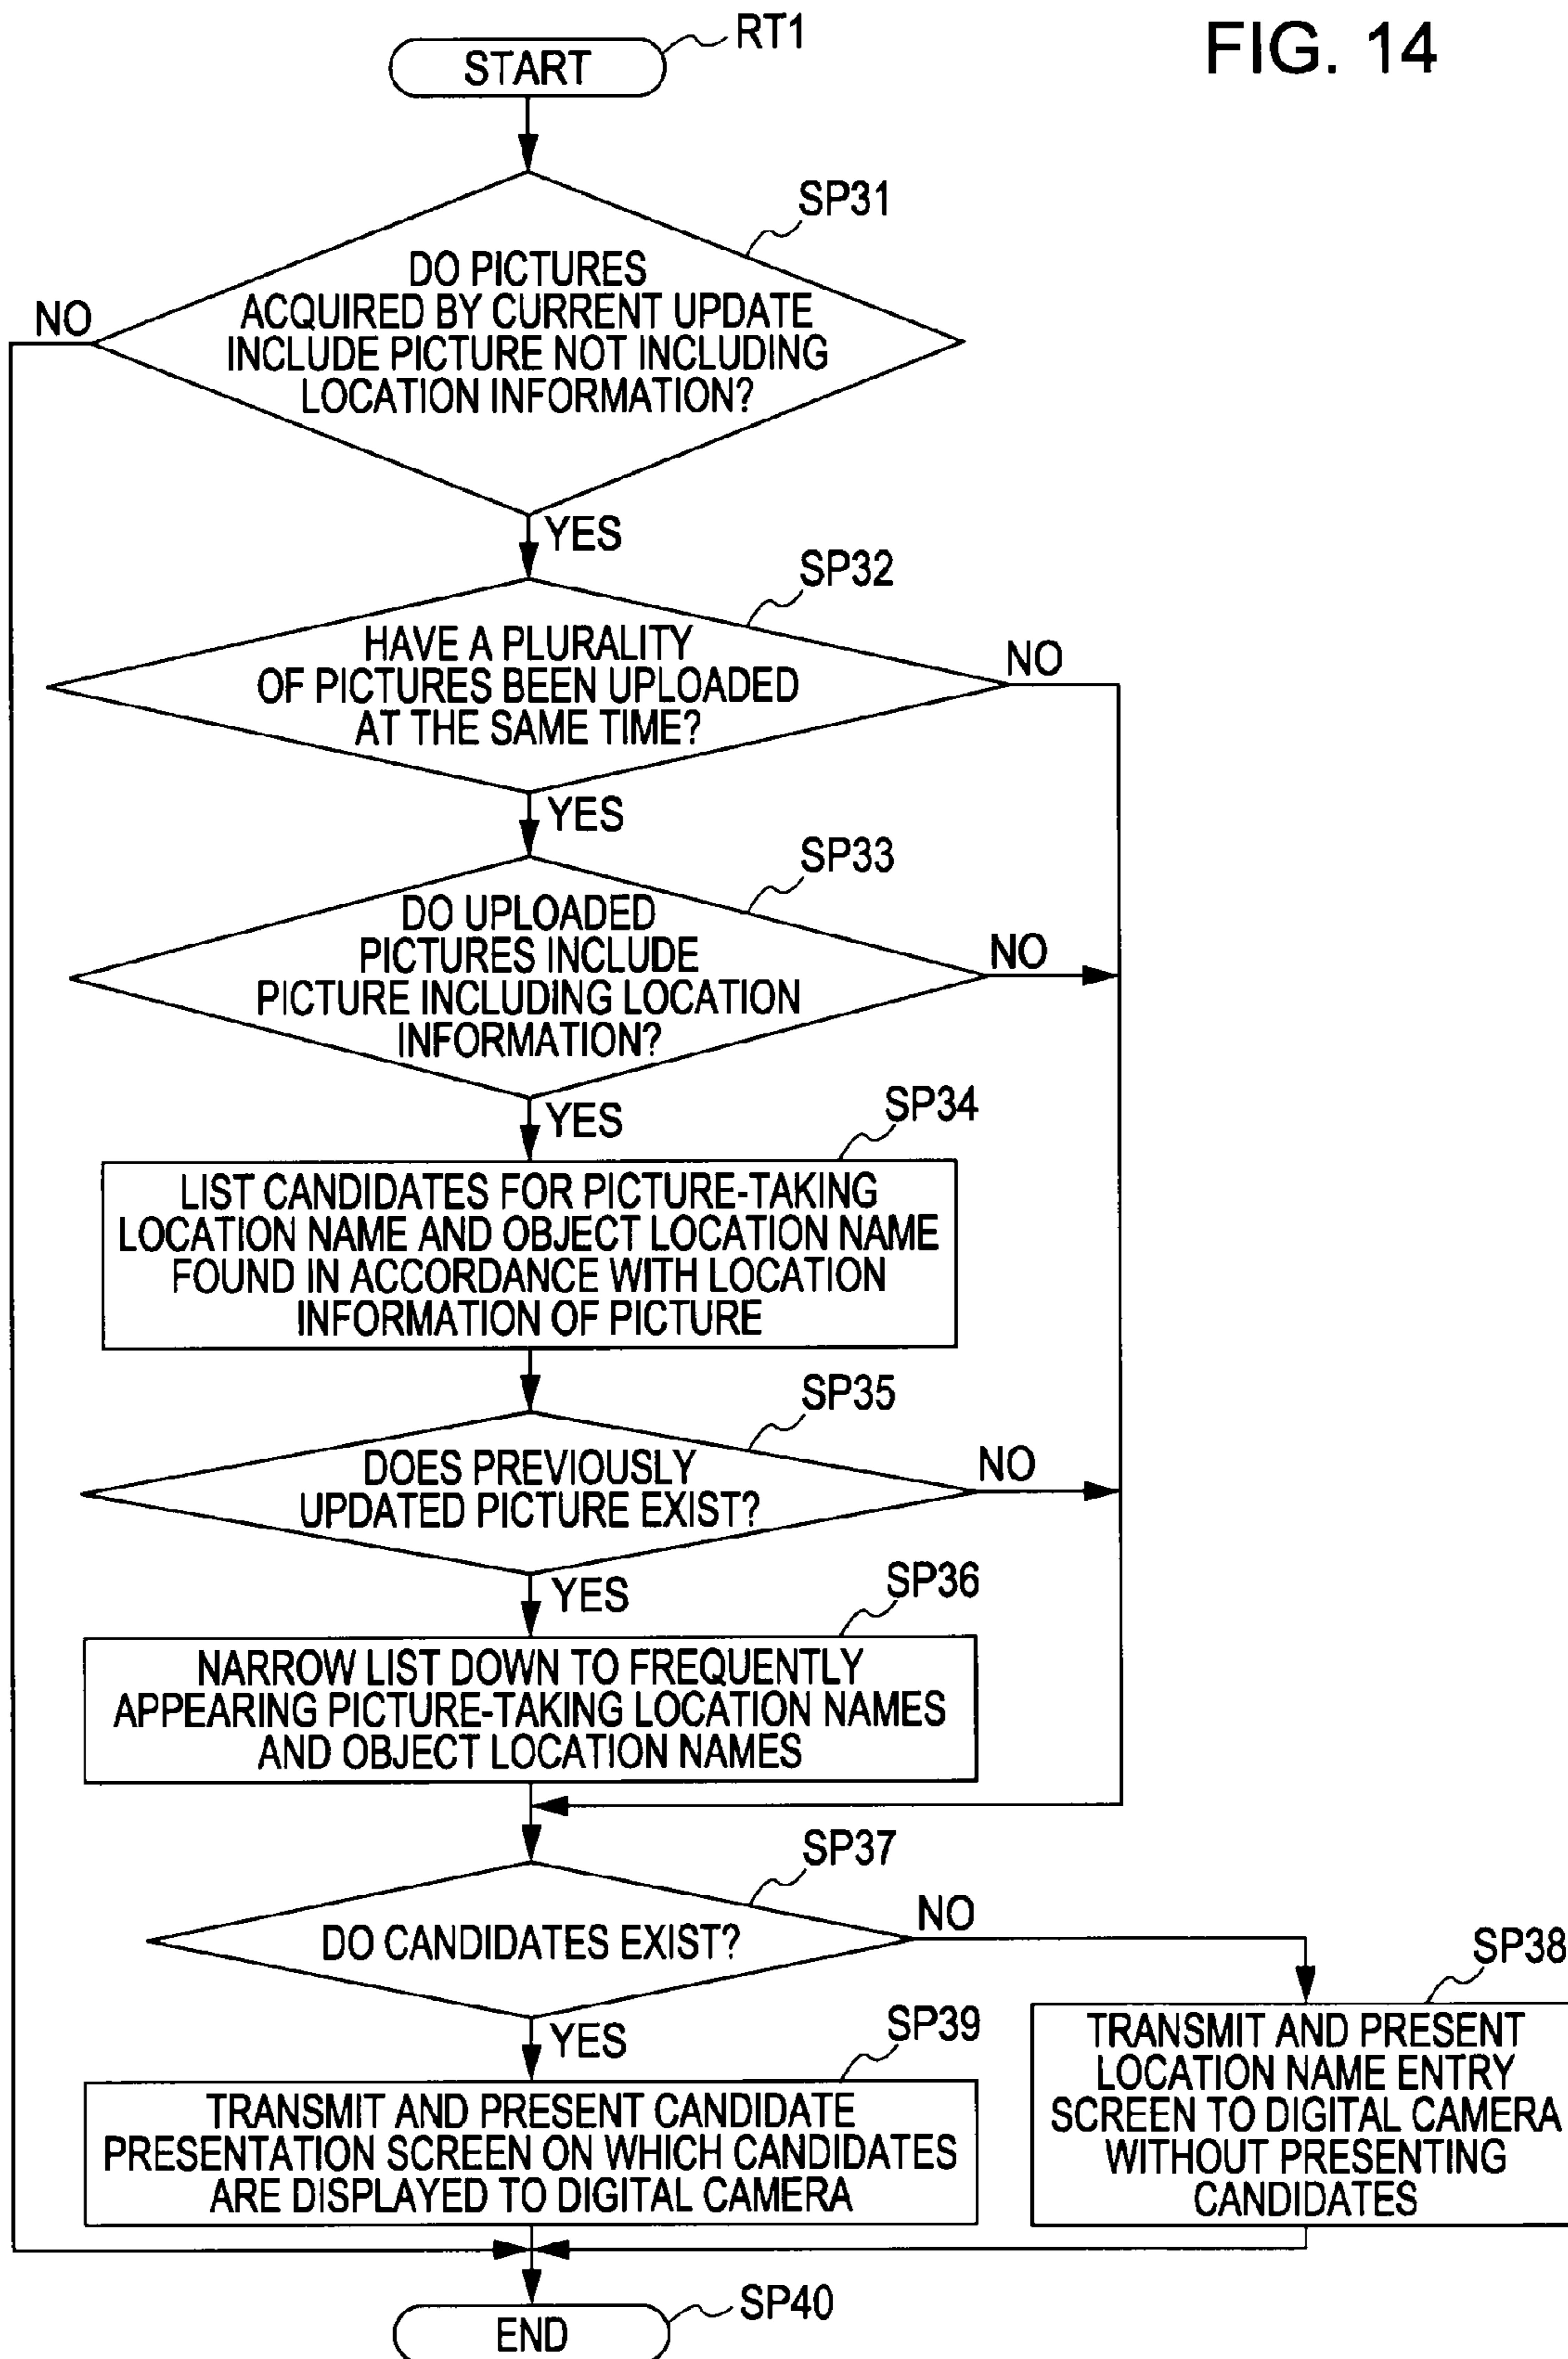 FIG. 14
RT1
START
SP31
DO PICTURES
ACQUIRED BY CURRENT UPDATE
INCLUDE PICTURE NOT INCLUDING
LOCATION INFORMATION?
NO
YES
SP32
HAVE A PLURALITY
OF PICTURES BEEN UPLOADED
AT THE SAME TIME?
NO
YES
SP33
DO UPLOADED
PICTURES INCLUDE
PICTURE INCLUDING LOCATION
INFORMATION?
NO
YES
SP34
LIST CANDIDATES FOR PICTURE-TAKING
LOCATION NAME AND OBJECT LOCATION NAME
FOUND IN ACCORDANCE WITH LOCATION
INFORMATION OF PICTURE
SP35
DOES PREVIOUSLY
UPDATED PICTURE EXIST?
NO
YES
SP36
NARROW LIST DOWN TO FREQUENTLY
APPEARING PICTURE-TAKING LOCATION NAMES
AND OBJECT LOCATION NAMES
SP37
DO CANDIDATES EXIST?
NO
YES
SP38
TRANSMIT AND PRESENT
LOCATION NAME ENTRY
SCREEN TO DIGITAL CAMERA
WITHOUT PRESENTING
CANDIDATES
SP39
TRANSMIT AND PRESENT CANDIDATE
PRESENTATION SCREEN ON WHICH CANDIDATES
ARE DISPLAYED TO DIGITAL CAMERA
SP40
END